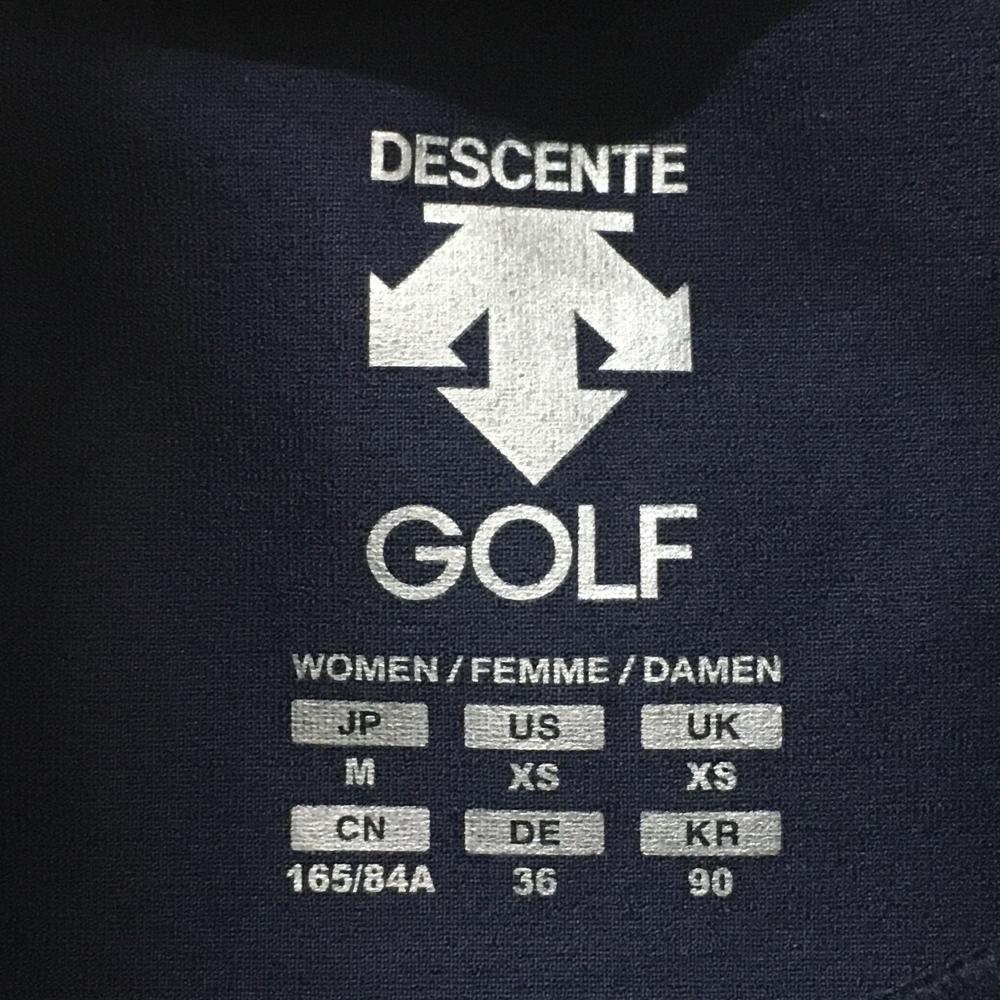 DESCENTE
GOLF
WOMEN / FEMME / DAMEN
JP US UK
M XS XS
CN DE KR
165/84A 36 90